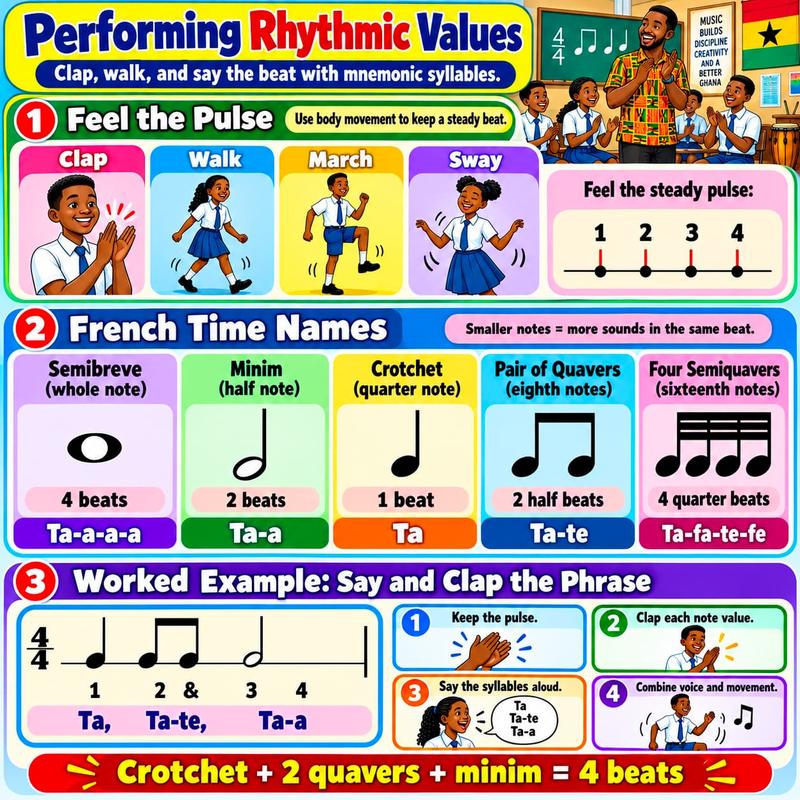 Performing Rhythmic Values
Clap, walk, and say the beat with mnemonic syllables.
4
4
MUSIC
BUILDS
DISCIPLINE
CREATIVITY
AND A
BETTER
GHANA
1 Feel the Pulse
Use body movement to keep a steady beat.
Clap
Walk
March
Sway
Feel the steady pulse:
1 2 3 4
2 French Time Names
Smaller notes = more sounds in the same beat.
Semibreve
(whole note)
4 beats
Ta-a-a-a
Minim
(half note)
2 beats
Ta-a
Crotchet
(quarter note)
1 beat
Ta
Pair of Quavers
(eighth notes)
2 half beats
Ta-te
Four Semiquavers
(sixteenth notes)
4 quarter beats
Ta-fa-te-fe
3 Worked Example: Say and Clap the Phrase
4
4
1 2 & 3 4
Ta, Ta-te, Ta-a
1 Keep the pulse.
2 Clap each note value.
3 Say the syllables aloud.
Ta
Ta-te
Ta-a
4 Combine voice and movement.
Crotchet + 2 quavers + minim = 4 beats